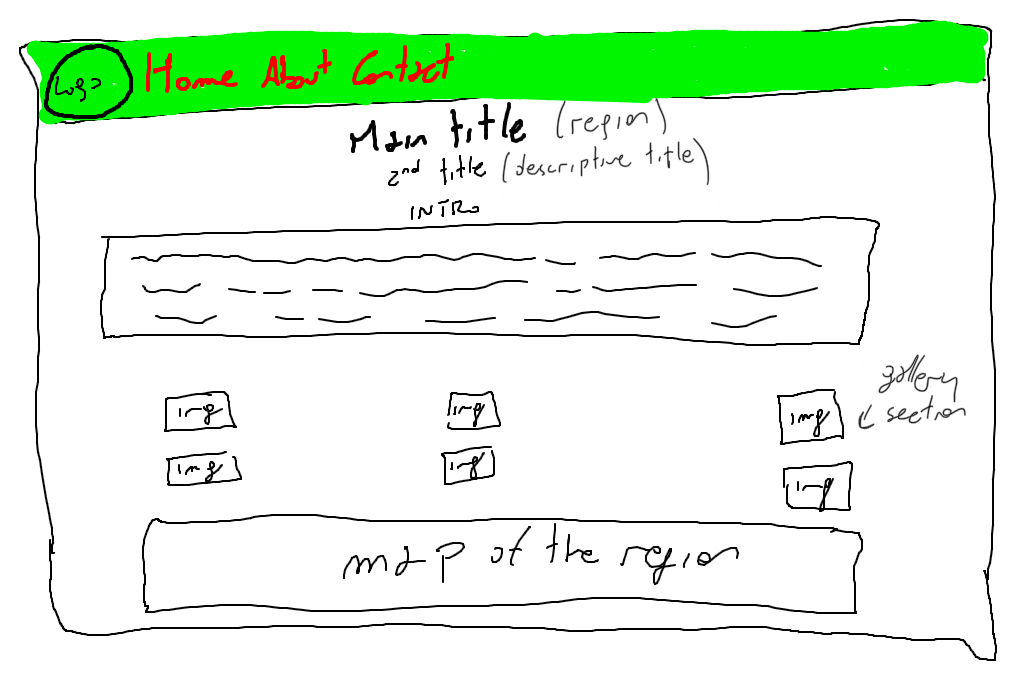 Logo Home About Contact
Main title (region)
2nd title (descriptive title)
INTRO
gallery
section
img img img
img img img
map of the region